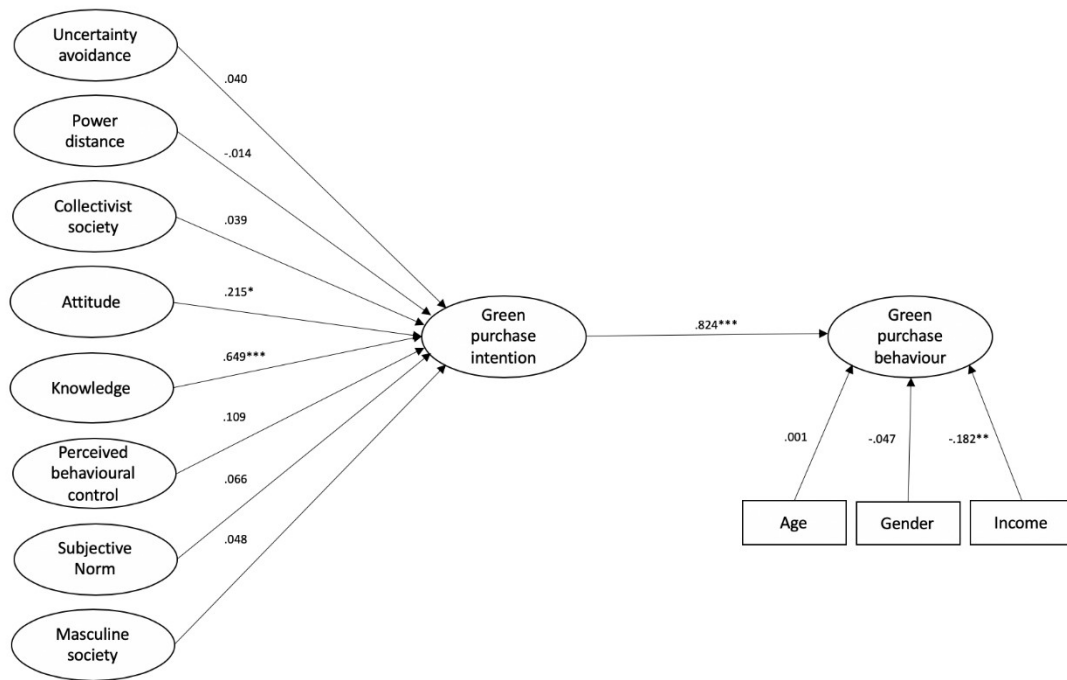 Uncertainty
avoidance
.040
Power
distance
-.014
Collectivist
society
.039
Attitude
.215*
Knowledge
.649***
Perceived
behavioural
control
.109
Subjective
Norm
.066
Masculine
society
.048
Green
purchase
intention
.824***
Green
purchase
behaviour
.001
-.047
-.182**
Age
Gender
Income